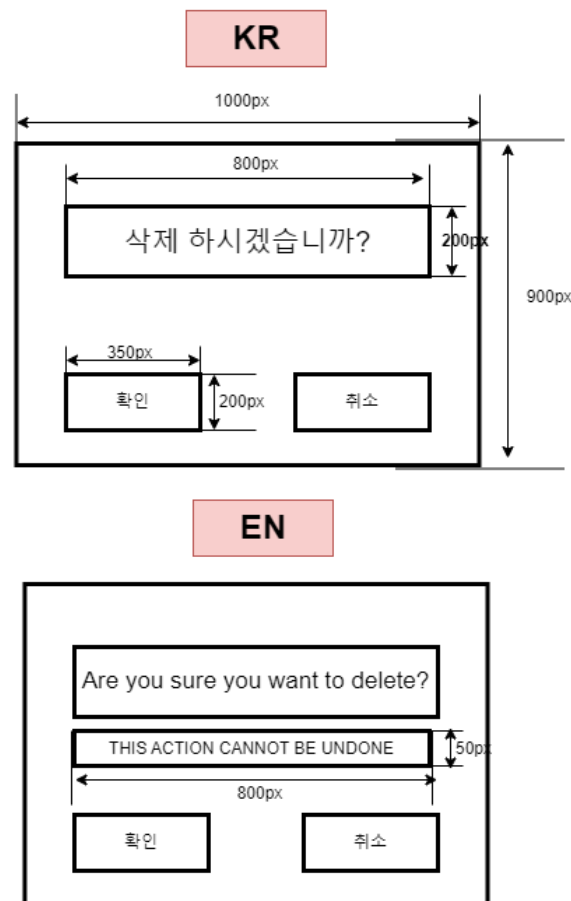 KR
1000px
800px
삭제 하시겠습니까?
200px
900px
350px
확인
200px
취소
EN
Are you sure you want to delete?
THIS ACTION CANNOT BE UNDONE
50px
800px
확인
취소